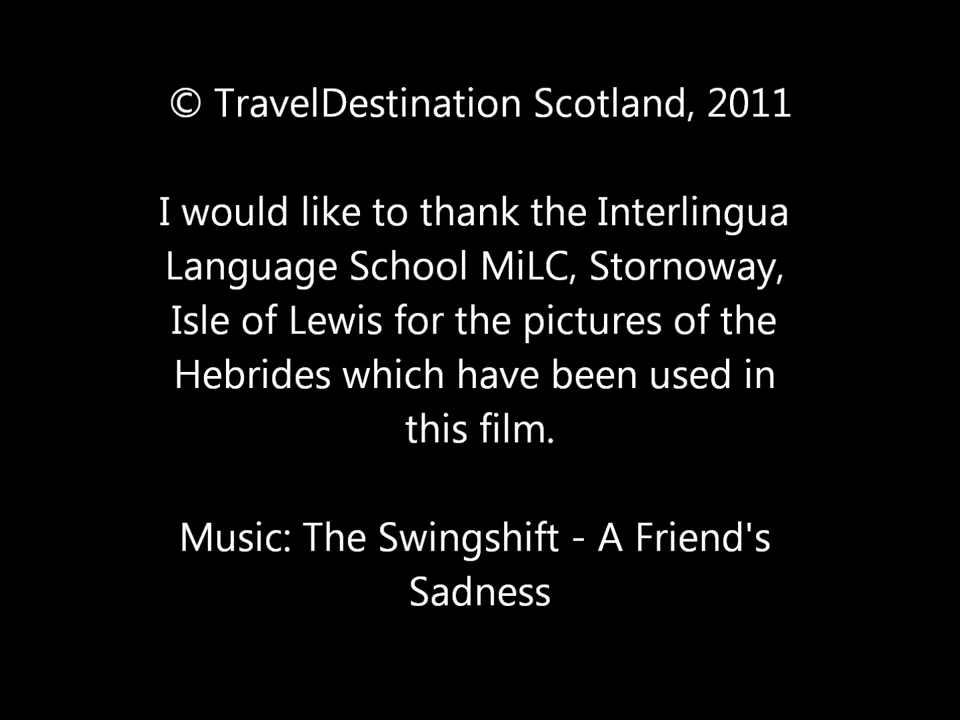 © TravelDestination Scotland, 2011
I would like to thank the Interlingua
Language School MiLC, Stornoway,
Isle of Lewis for the pictures of the
Hebrides which have been used in
this film.
Music: The Swingshift - A Friend's
Sadness